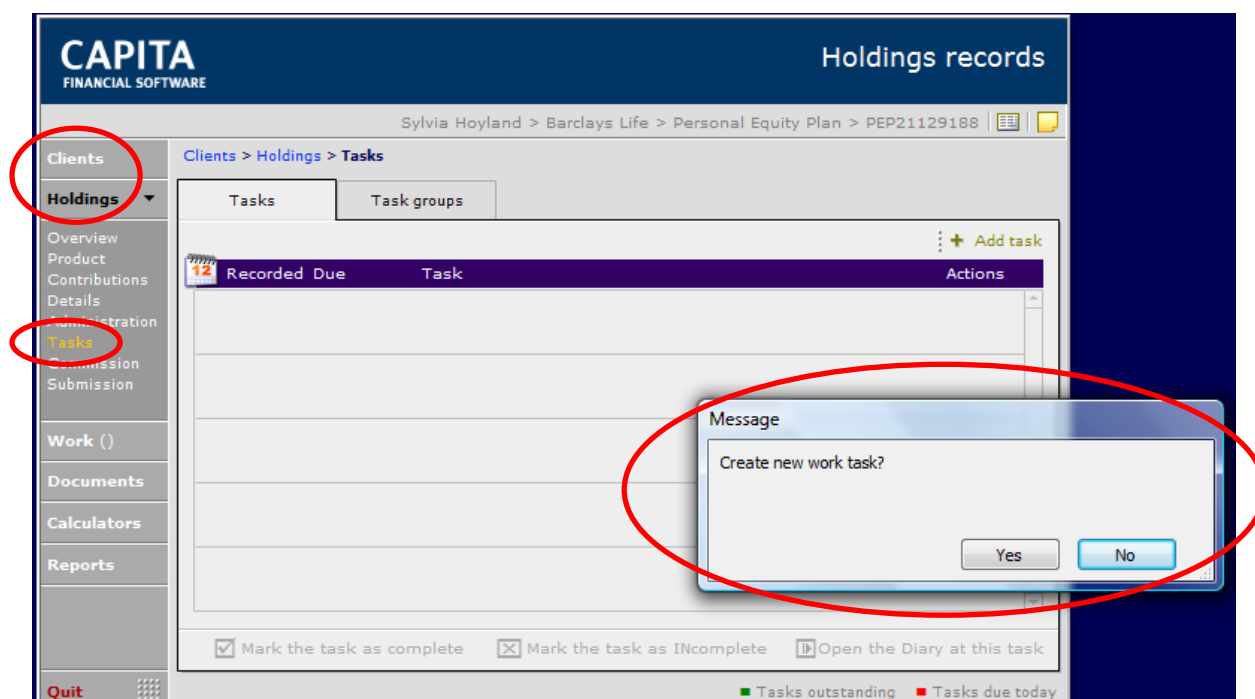 CAPITA
FINANCIAL SOFTWARE
Holdings records
Sylvia Hoyland > Barclays Life > Personal Equity Plan > PEP21129188
Clients
Clients > Holdings > Tasks
Holdings
Tasks
Task groups
Overview
Product
Contributions
Details
Administration
Tasks
Commission
Submission
+ Add task
12 Recorded Due Task Actions
Message
Create new work task?
Yes No
Work ()
Documents
Calculators
Reports
Mark the task as complete Mark the task as INcomplete Open the Diary at this task
Quit
Tasks outstanding Tasks due today